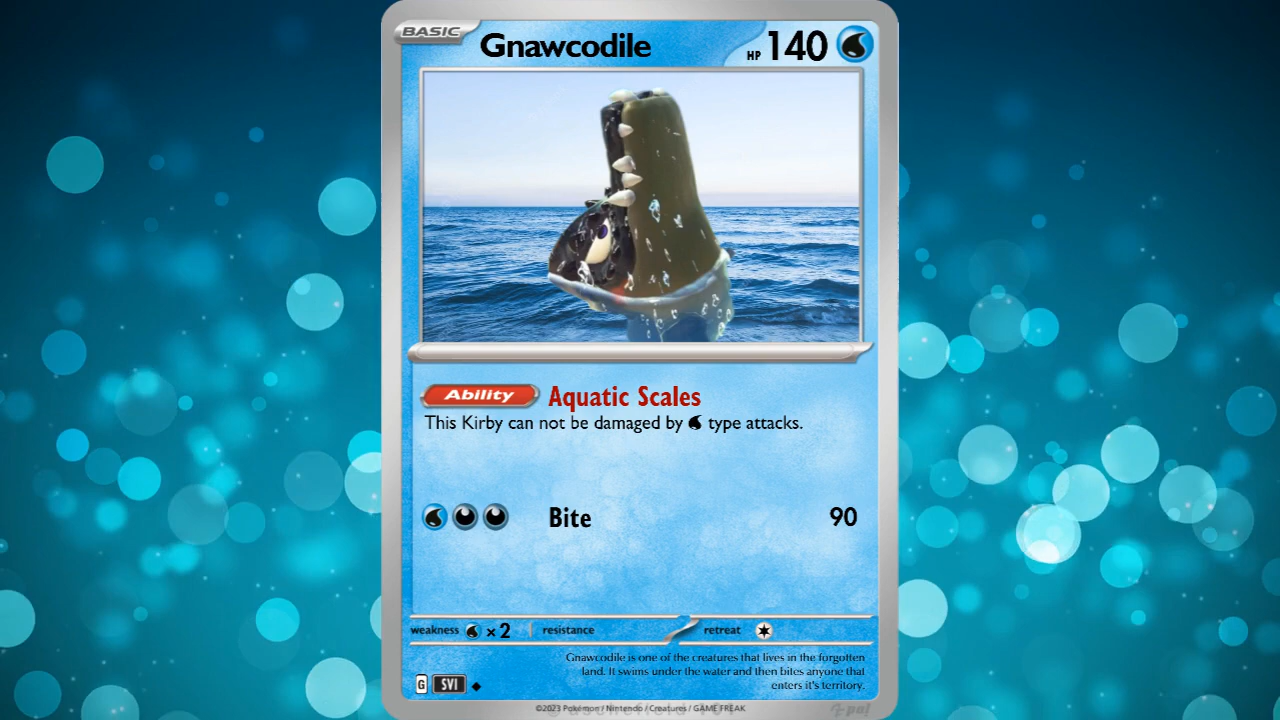 BASIC
Gnawcodile
HP 140
Ability Aquatic Scales
This Kirby can not be damaged by type attacks.
Bite 90
weakness ×2 resistance retreat
Gnawcodile is one of the creatures that lives in the forgotten
land. It swims under the water and then bites anyone that
enters it's territory.
G SVI
©2023 Pokémon / Nintendo / Creatures / GAME FREAK